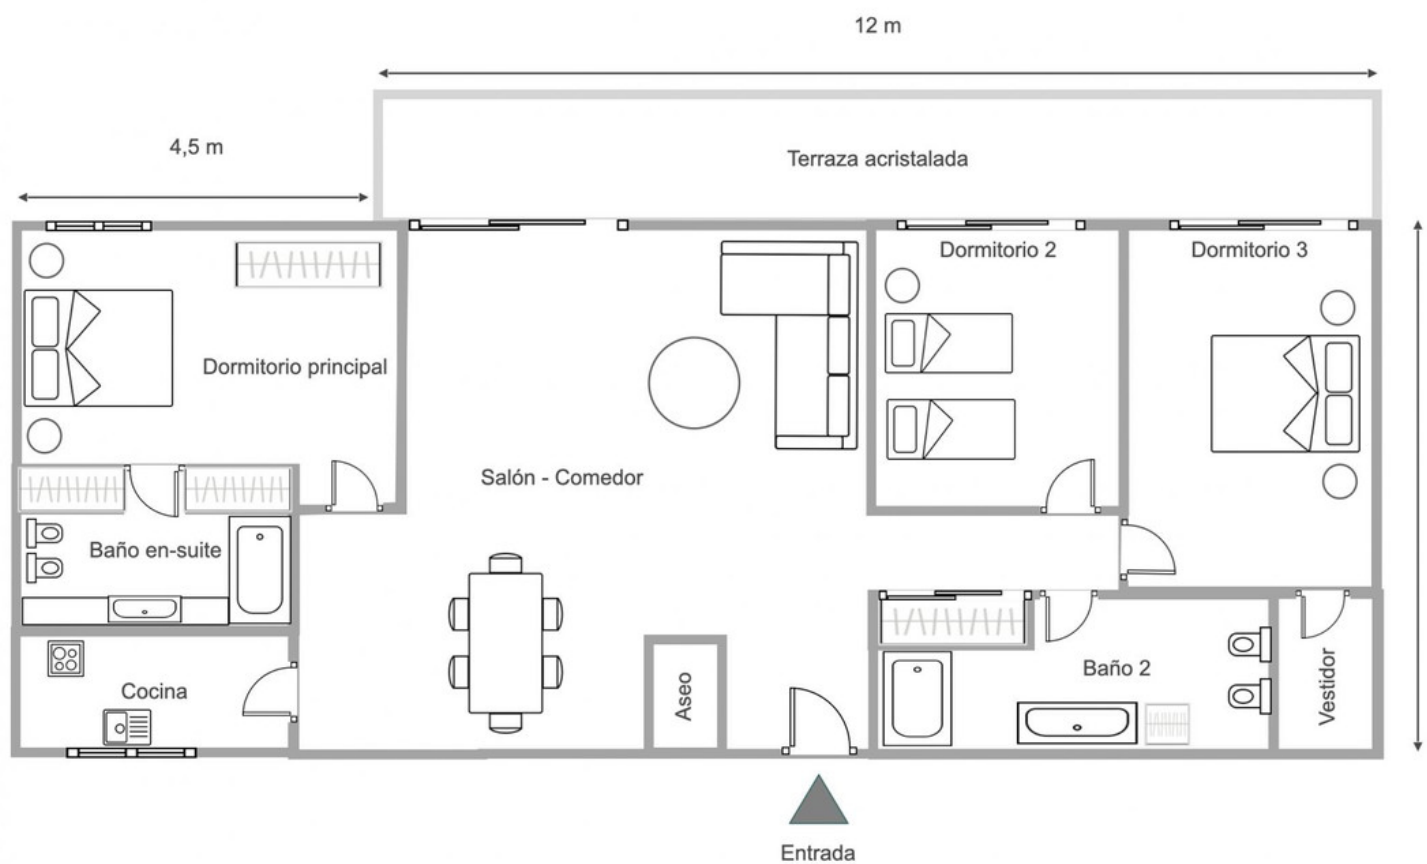 12 m
4,5 m
Terraza acristalada
Dormitorio 2
Dormitorio 3
Dormitorio principal
Salón - Comedor
Baño en-suite
Cocina
Aseo
Baño 2
Vestidor
Entrada